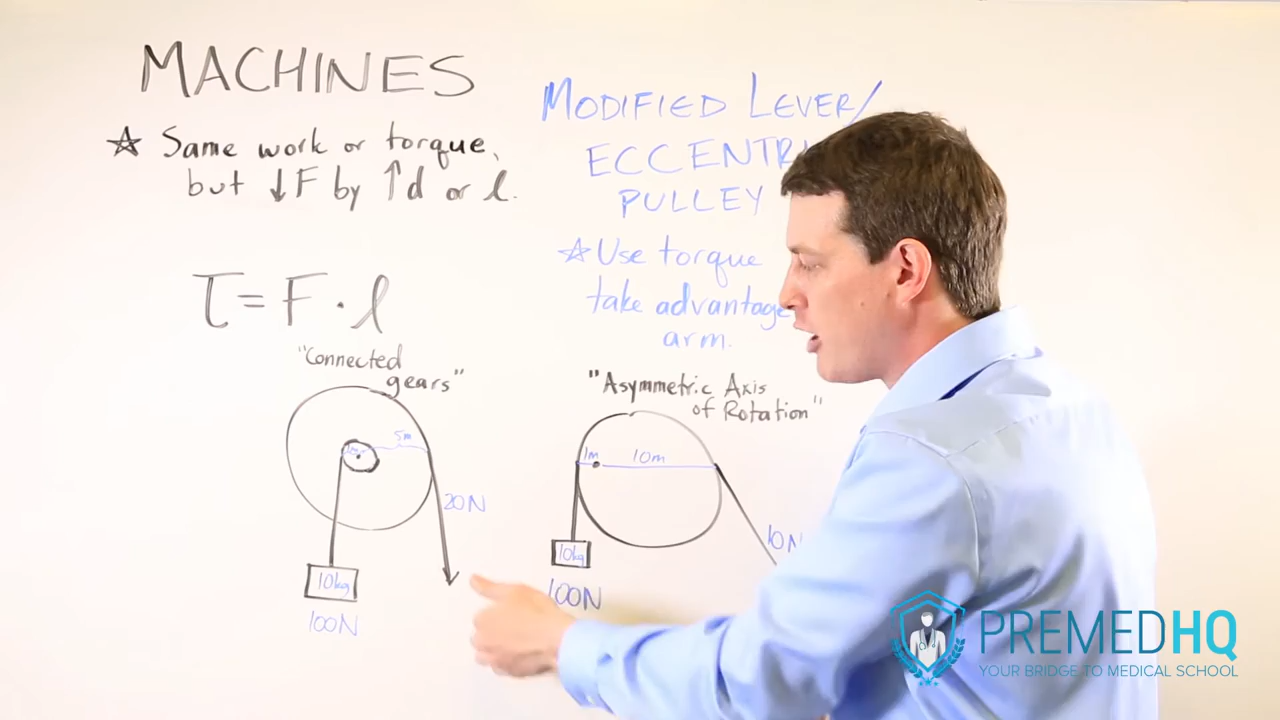 MACHINES
☆ Same work or torque,
but ↓F by ↑d or l.
τ = F · l
"Connected
gears"
5m
20N
10kg
100N
MODIFIED LEVER/
ECCENTRI
PULLEY
☆ Use torque
take advantage
arm.
"Asymmetric Axis
of Rotation"
1m 10m
10N
10kg
100N
PREMEDHQ
YOUR BRIDGE TO MEDICAL SCHOOL